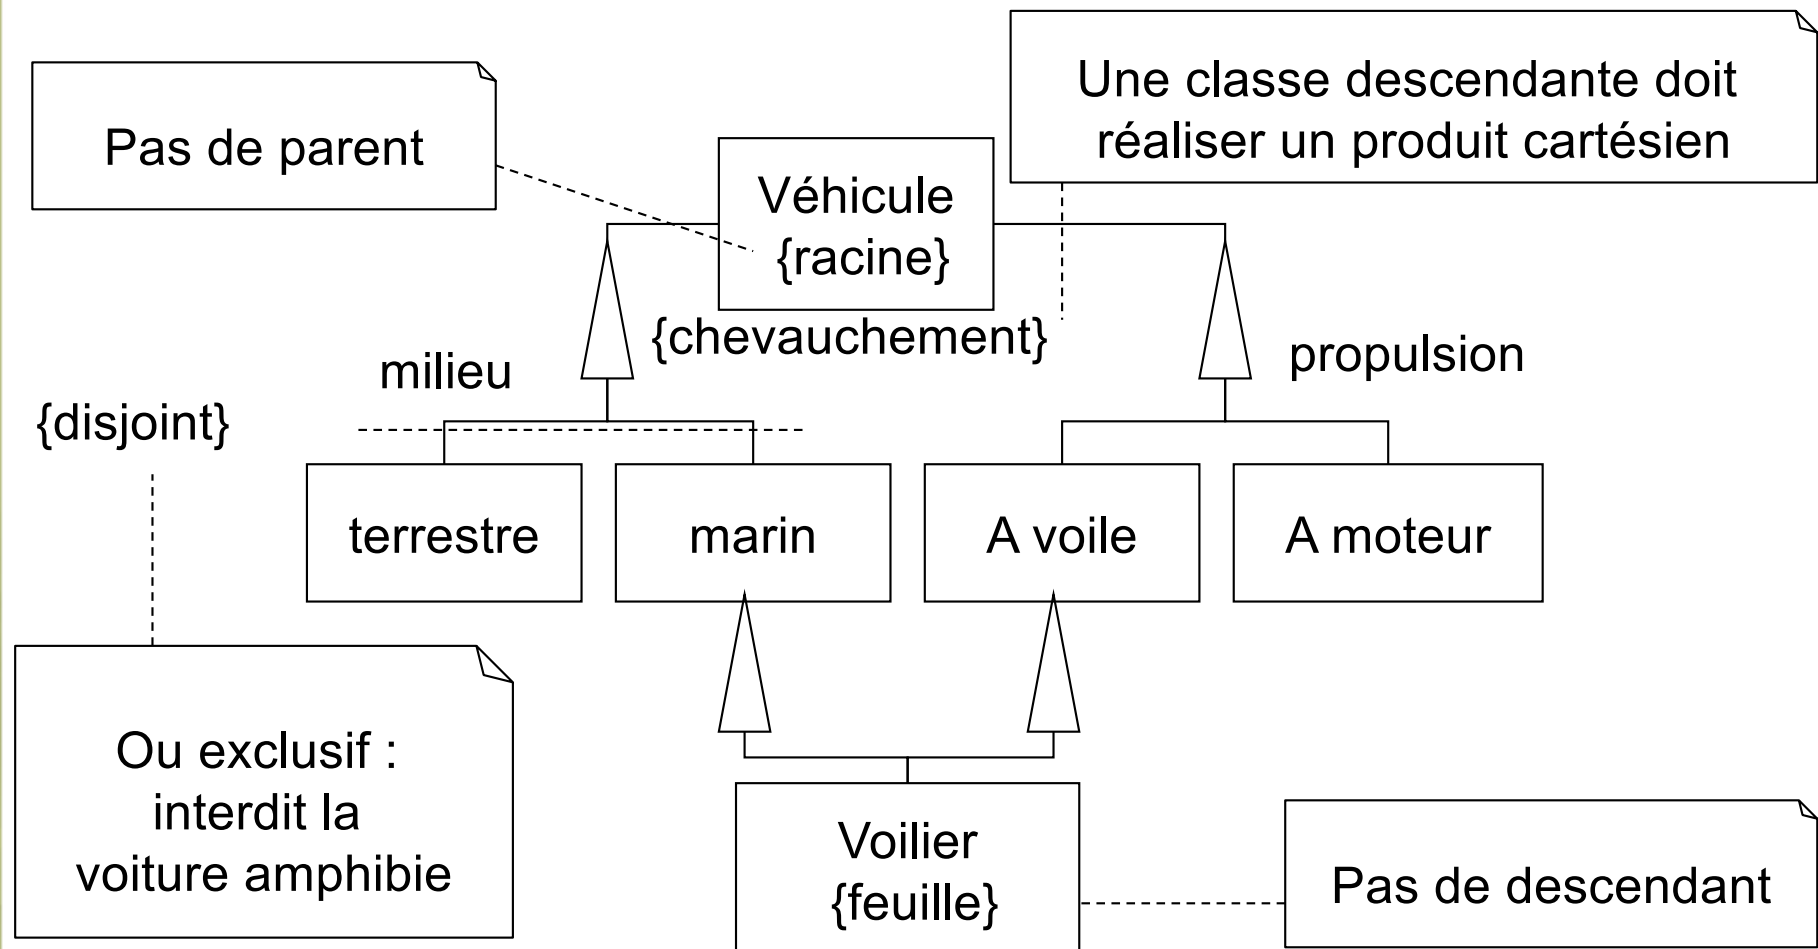 Une classe descendante doit
réaliser un produit cartésien
Pas de parent
Véhicule
{racine}
{chevauchement}
milieu
propulsion
{disjoint}
terrestre
marin
A voile
A moteur
Ou exclusif :
interdit la
voiture amphibie
Voilier
{feuille}
Pas de descendant